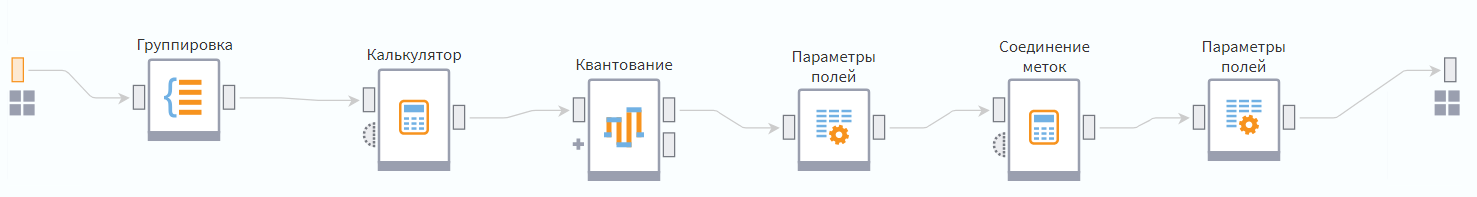 Группировка
Калькулятор
Квантование
Параметры
полей
Соединение
меток
Параметры
полей